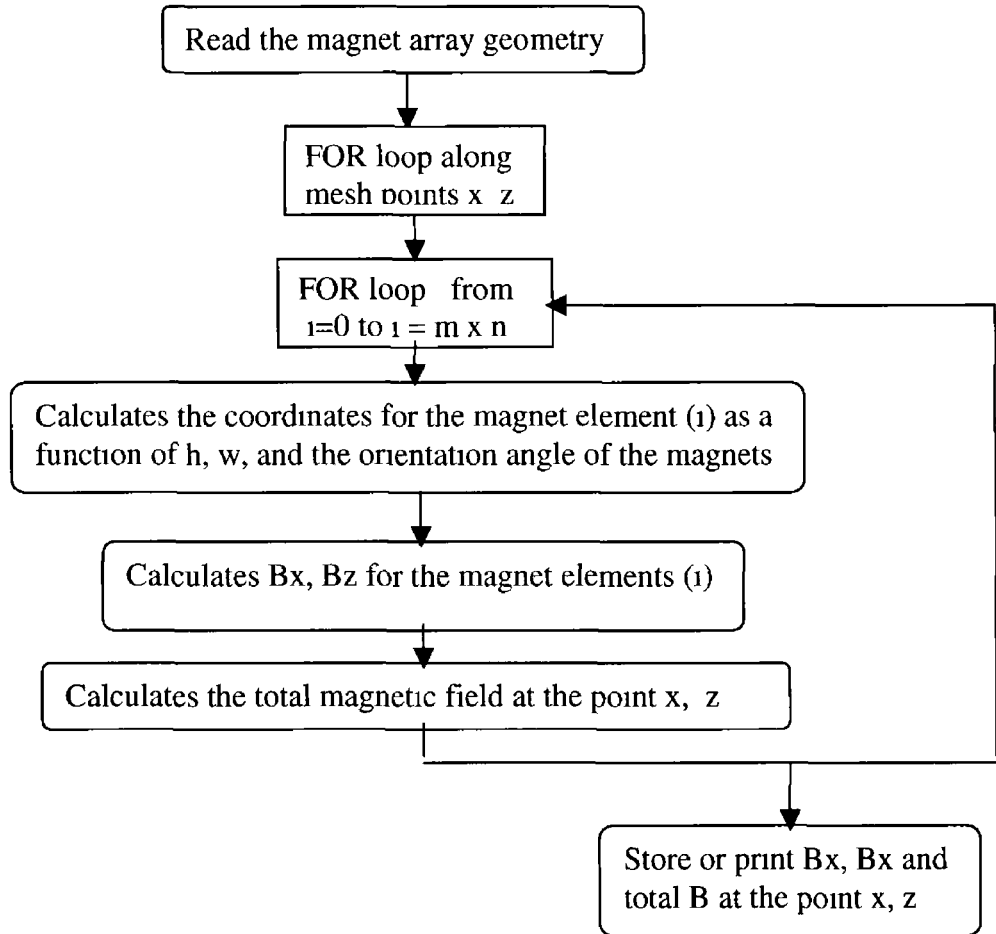 Read the magnet array geometry
FOR loop along
mesh points x z
FOR loop from
ı=0 to ı = m x n
Calculates the coordinates for the magnet element (ı) as a
function of h, w, and the orientation angle of the magnets
Calculates Bx, Bz for the magnet elements (ı)
Calculates the total magnetic field at the point x, z
Store or print Bx, Bx and
total B at the point x, z